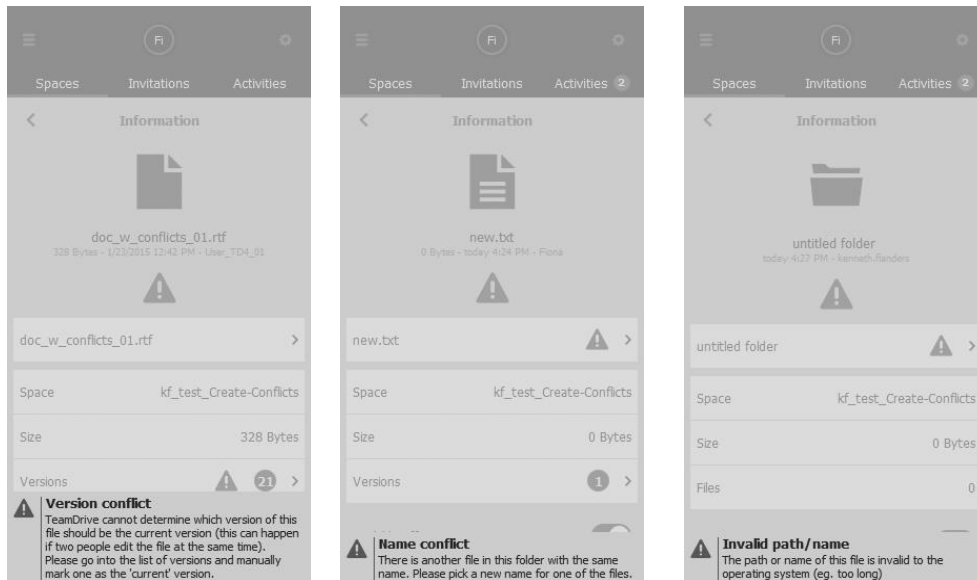 Fi
Spaces
Invitations
Activities
Information
doc_w_conflicts_01.rtf
328 Bytes - 1/23/2015 12:42 PM - User_TD4_01
doc_w_conflicts_01.rtf
Space
kf_test_Create-Conflicts
Size
328 Bytes
Versions
21
Version conflict
TeamDrive cannot determine which version of this
file should be the current version (this can happen
if two people edit the file at the same time).
Please go into the list of versions and manually
mark one as the 'current' version.
Fi
Spaces
Invitations
Activities 2
Information
new.txt
0 Bytes - today 4:24 PM - Fiona
new.txt
Space
kf_test_Create-Conflicts
Size
0 Bytes
Versions
1
Name conflict
There is another file in this folder with the same
name. Please pick a new name for one of the files.
Fi
Spaces
Invitations
Activities 2
Information
untitled folder
today 4:27 PM - kenneth.flanders
untitled folder
Space
kf_test_Create-Conflicts
Size
0 Bytes
Files
0
Invalid path/name
The path or name of this file is invalid to the
operating system (eg. too long)